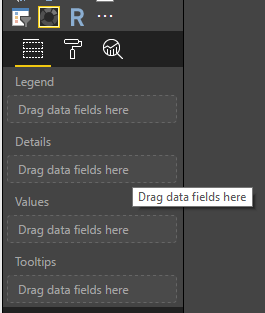 R ...
Legend
Drag data fields here
Details
Drag data fields here
Drag data fields here
Values
Drag data fields here
Tooltips
Drag data fields here